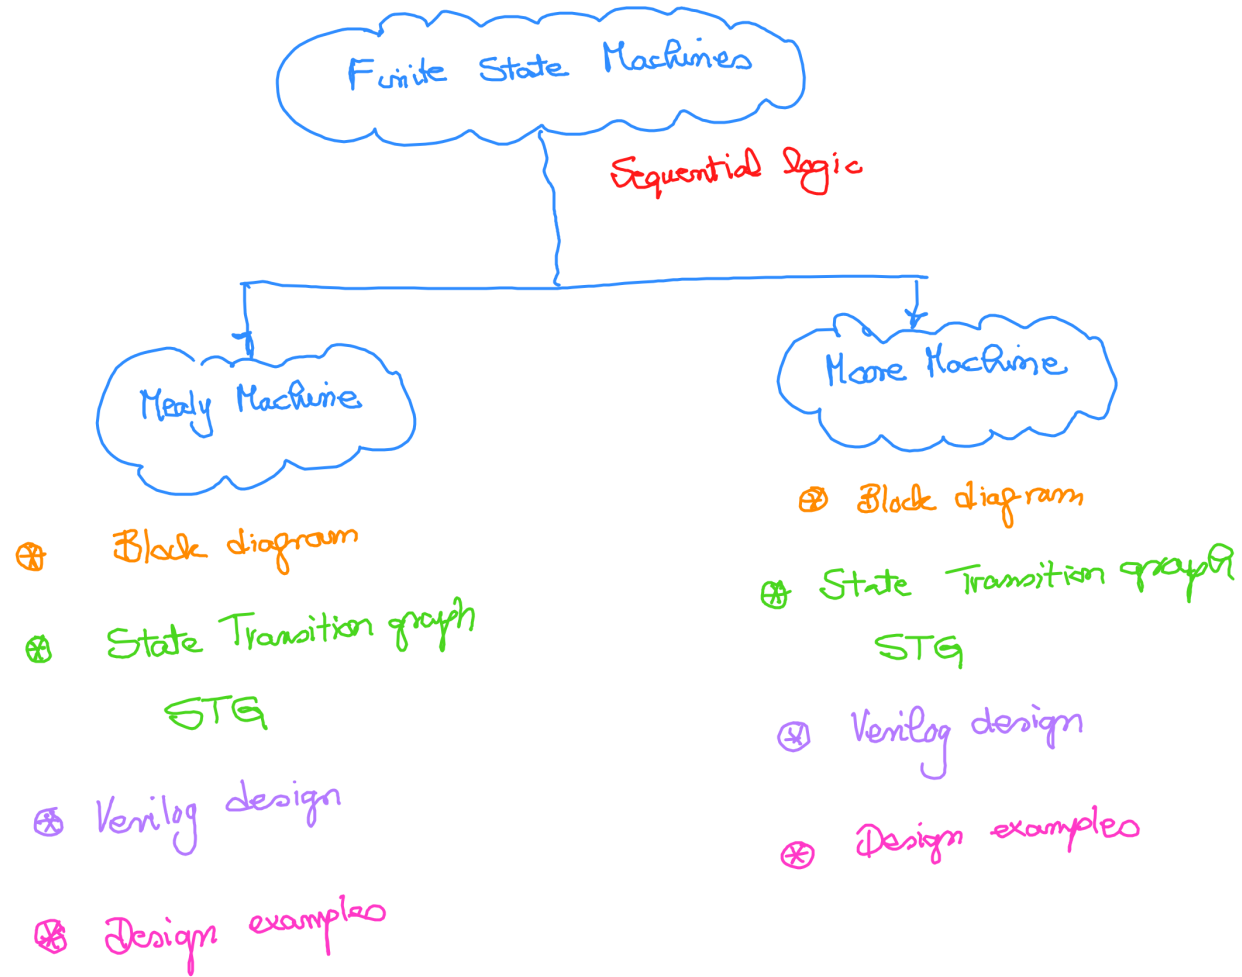 Finite State Machines
Sequential logic
Mealy Machine
Moore Machine
Block diagram
State Transition graph
STG
Verilog design
Design examples
Block diagram
State Transition graph
STG
Verilog design
Design examples